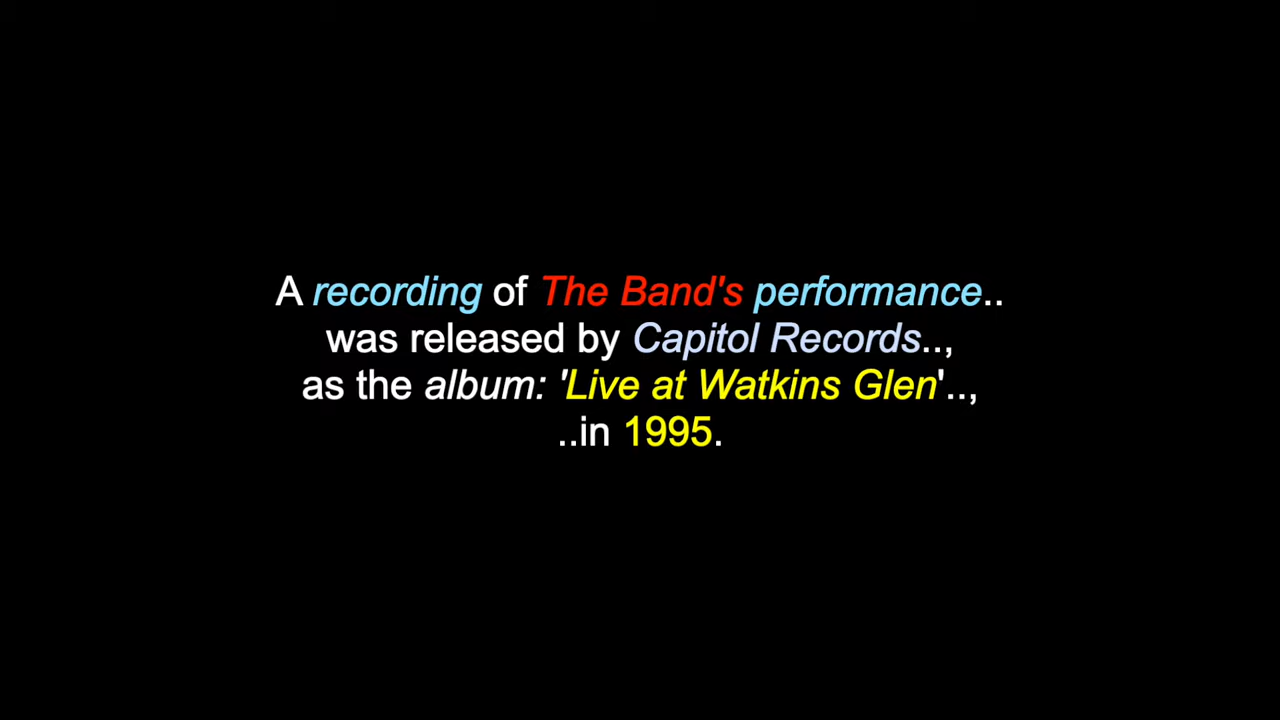 A recording of The Band's performance..
was released by Capitol Records..,
as the album: 'Live at Watkins Glen'..,
..in 1995.